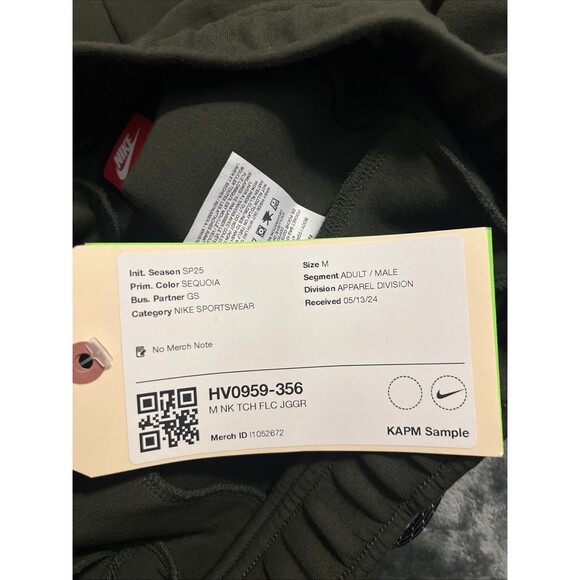 NIKE
Init. Season SP25
Prim. Color SEQUOIA
Bus. Partner GS
Category NIKE SPORTSWEAR
Size M
Segment ADULT / MALE
Division APPAREL DIVISION
Received 05/13/24
No Merch Note
HV0959-356
M NK TCH FLC JGGR
Merch ID I1052672
KAPM Sample